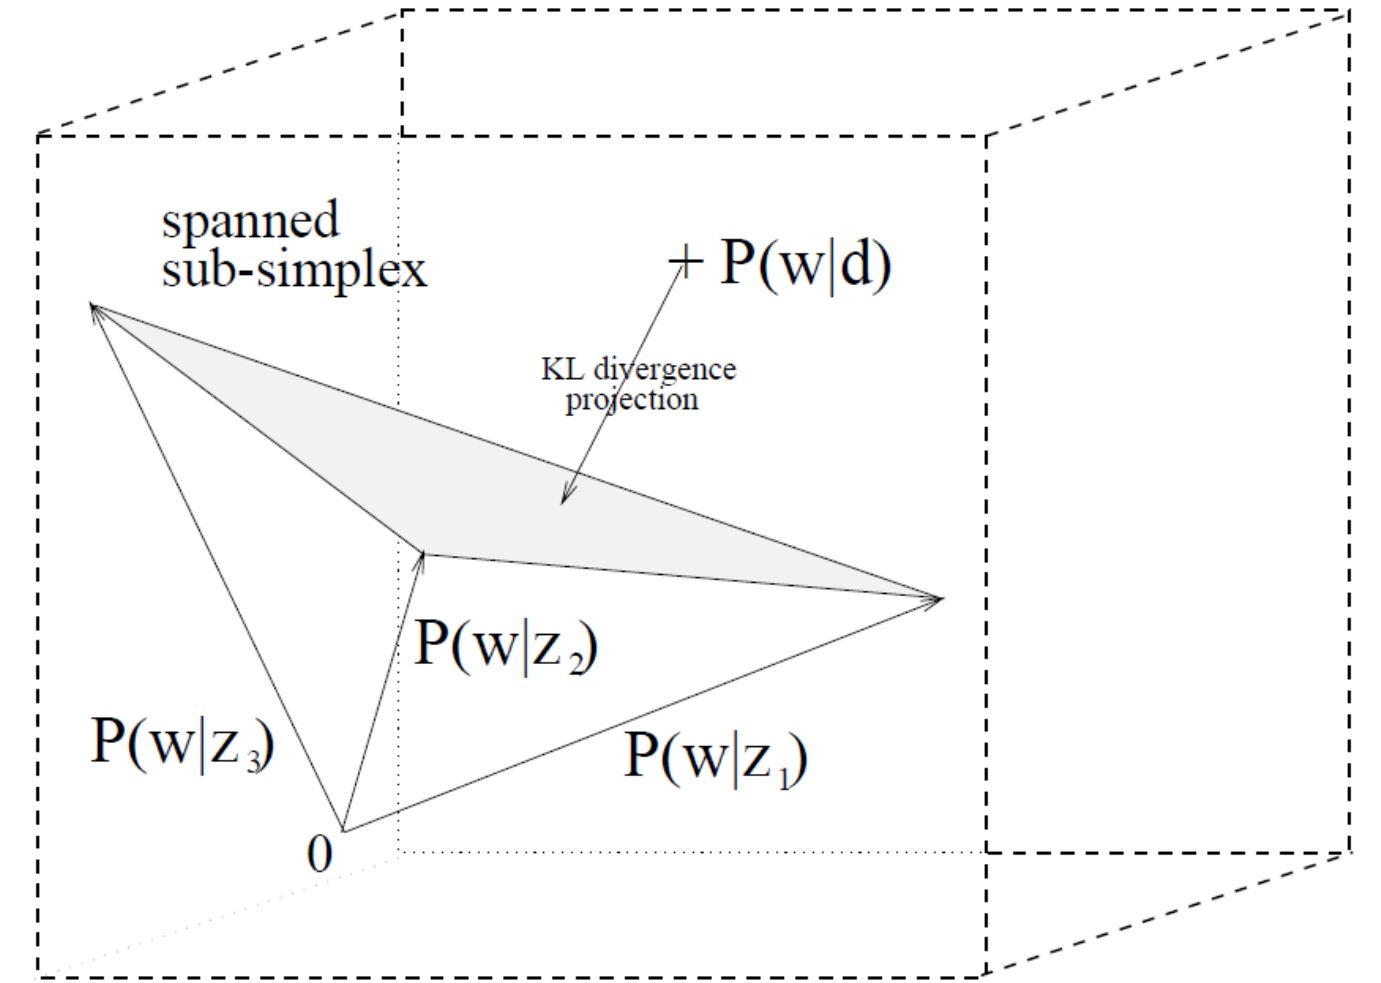 spanned
sub-simplex
+ P(w|d)
KL divergence
projection
P(w|z₂)
P(w|z₃)
P(w|z₁)
0